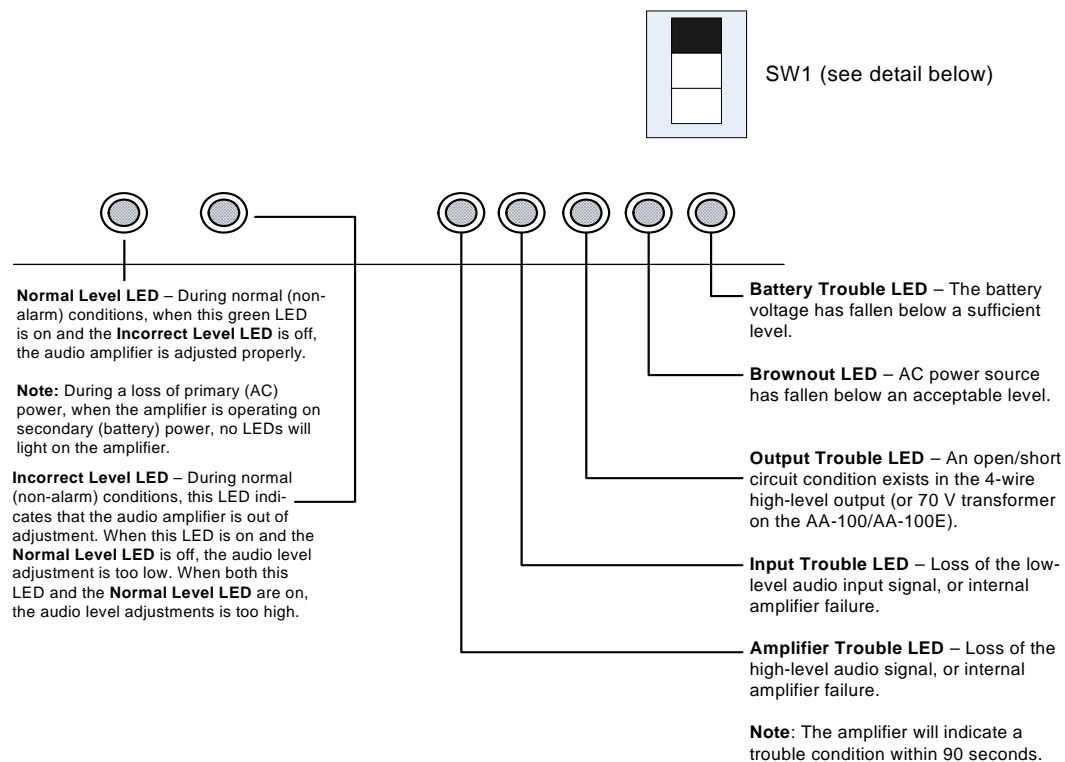 SW1 (see detail below)
Normal Level LED – During normal (non-
alarm) conditions, when this green LED
is on and the Incorrect Level LED is off,
the audio amplifier is adjusted properly.
Note: During a loss of primary (AC)
power, when the amplifier is operating on
secondary (battery) power, no LEDs will
light on the amplifier.
Incorrect Level LED – During normal
(non-alarm) conditions, this LED indi-
cates that the audio amplifier is out of
adjustment. When this LED is on and the
Normal Level LED is off, the audio level
adjustment is too low. When both this
LED and the Normal Level LED are on,
the audio level adjustments is too high.
Battery Trouble LED – The battery
voltage has fallen below a sufficient
level.
Brownout LED – AC power source
has fallen below an acceptable level.
Output Trouble LED – An open/short
circuit condition exists in the 4-wire
high-level output (or 70 V transformer
on the AA-100/AA-100E).
Input Trouble LED – Loss of the low-
level audio input signal, or internal
amplifier failure.
Amplifier Trouble LED – Loss of the
high-level audio signal, or internal
amplifier failure.
Note: The amplifier will indicate a
trouble condition within 90 seconds.